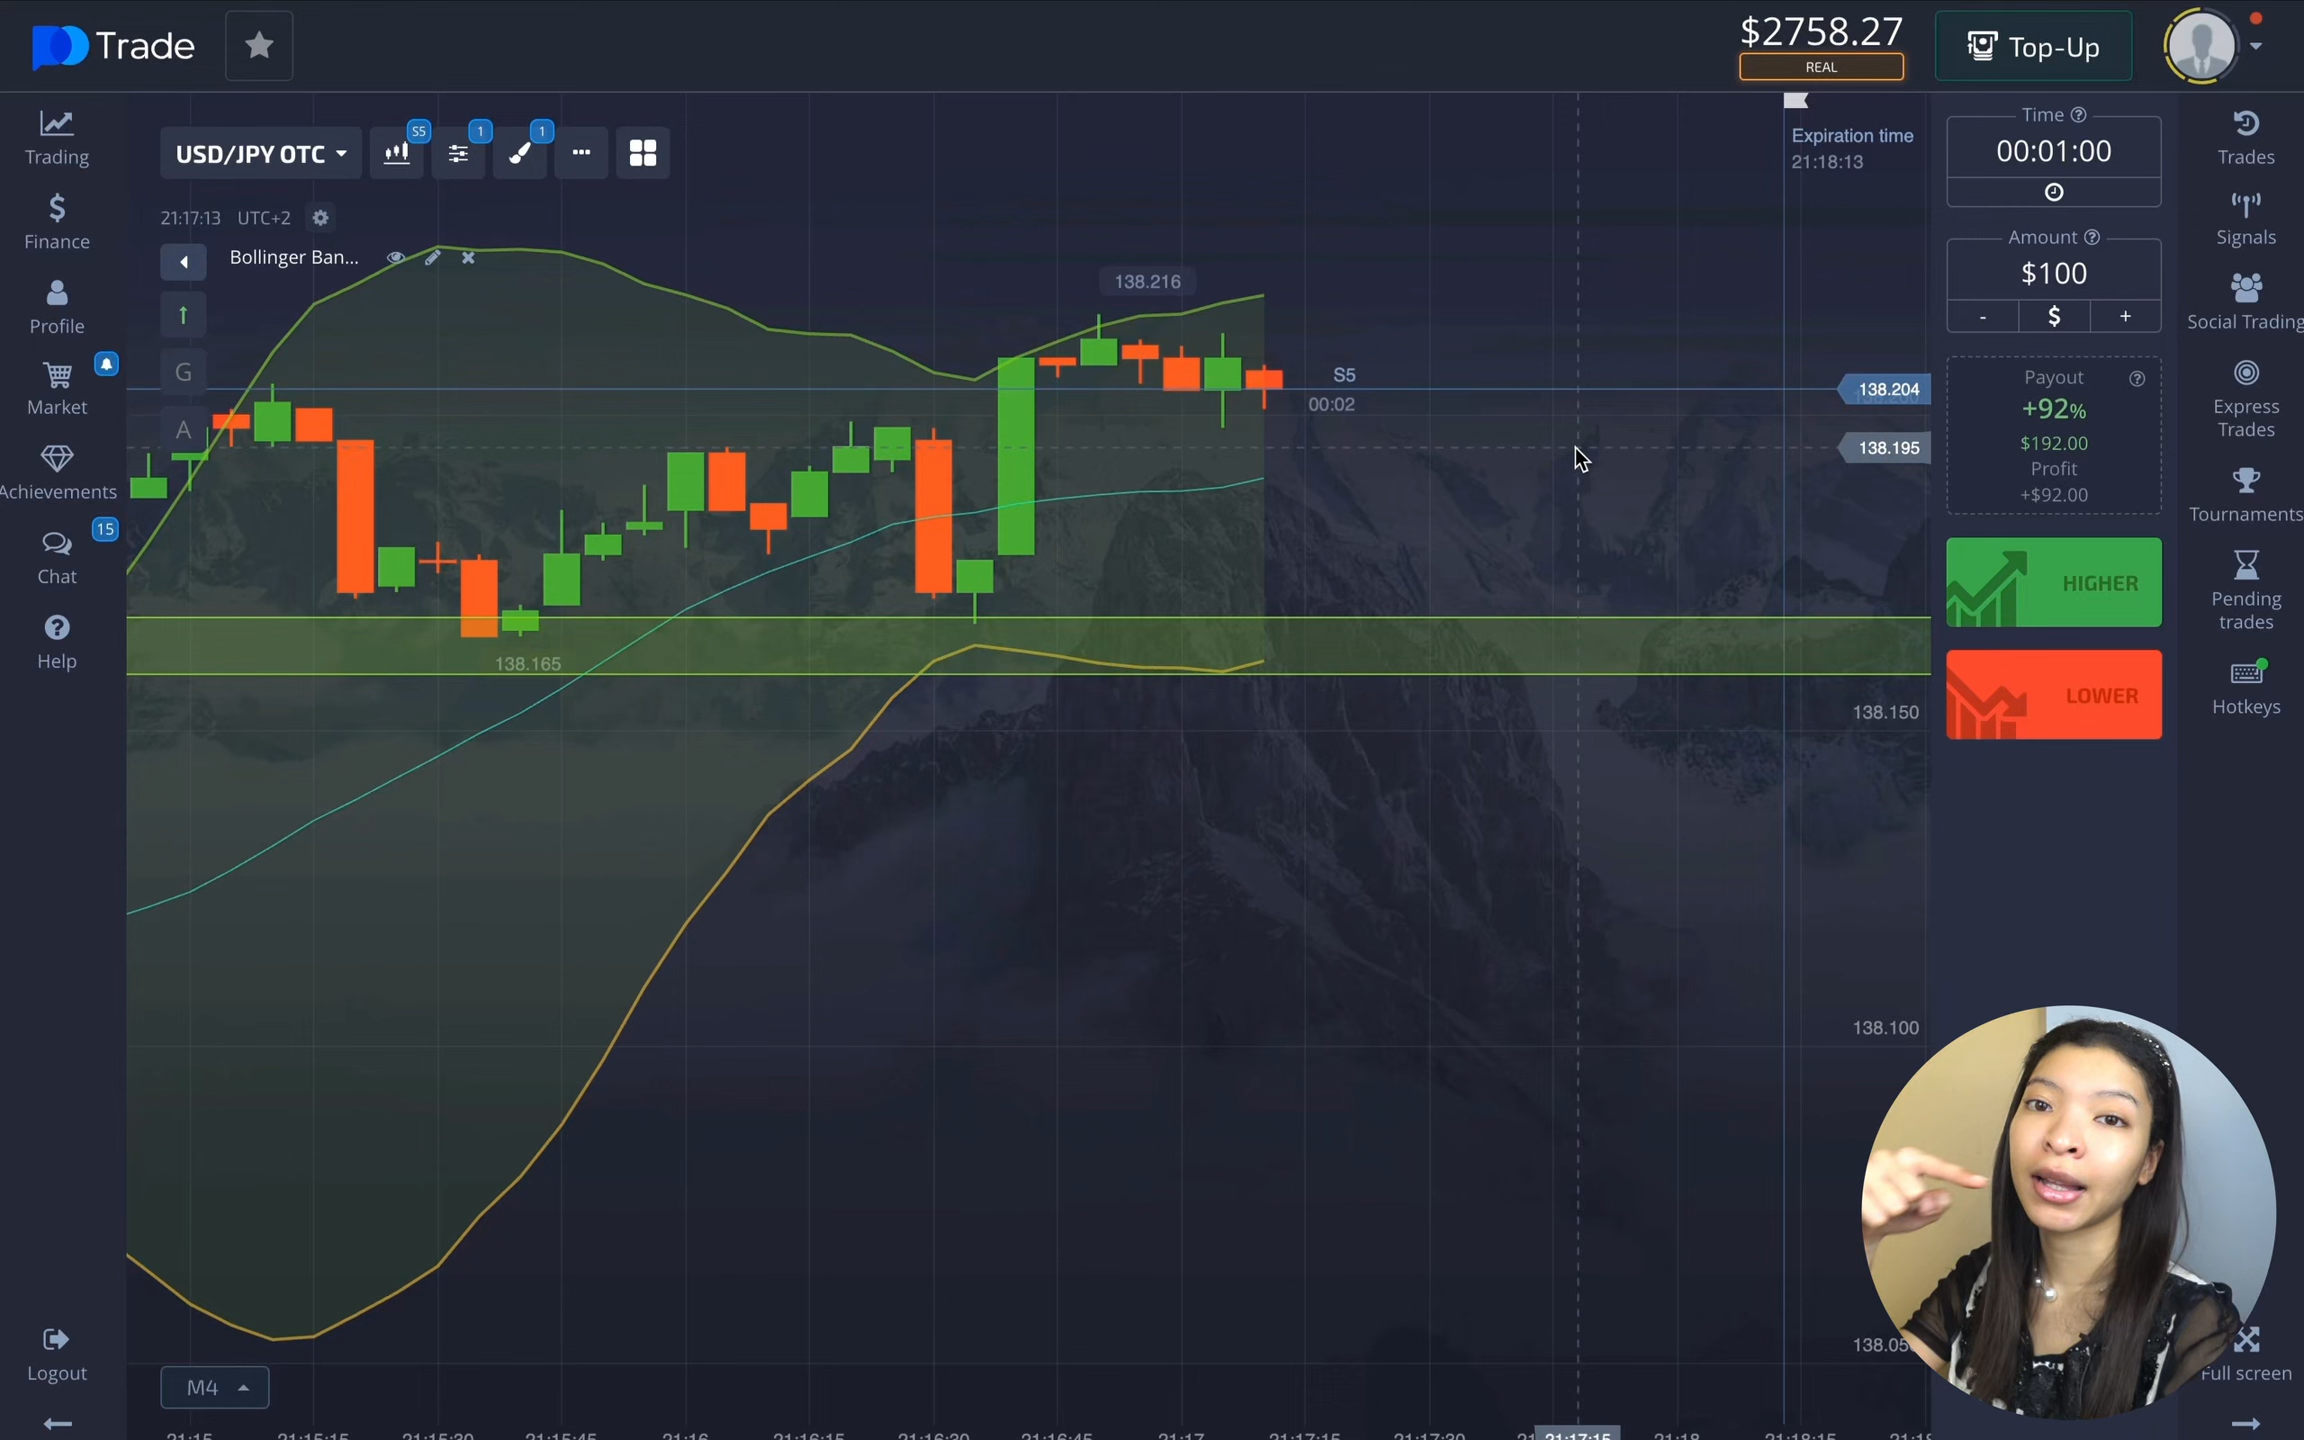 Trade
$2758.27
REAL
Top-Up
Trading
Finance
Profile
Market
Achievements
15
Chat
Help
Logout
USD/JPY OTC
S5
1
1
21:17:13 UTC+2
Bollinger Ban...
G
A
138.216
138.165
S5
00:02
Expiration time
21:18:13
138.204
138.195
138.150
138.100
M4
21:15
21:15:15
21:15:30
21:15:45
21:16
21:16:15
21:16:30
21:16:45
21:17
21:17:15
21:17:30
21:17:15
21:18
21:18:15
Time
00:01:00
Amount
$100
-
$
+
Payout
+92%
$192.00
Profit
+$92.00
HIGHER
LOWER
Trades
Signals
Social Trading
Express
Trades
Tournaments
Pending
trades
Hotkeys
Full screen